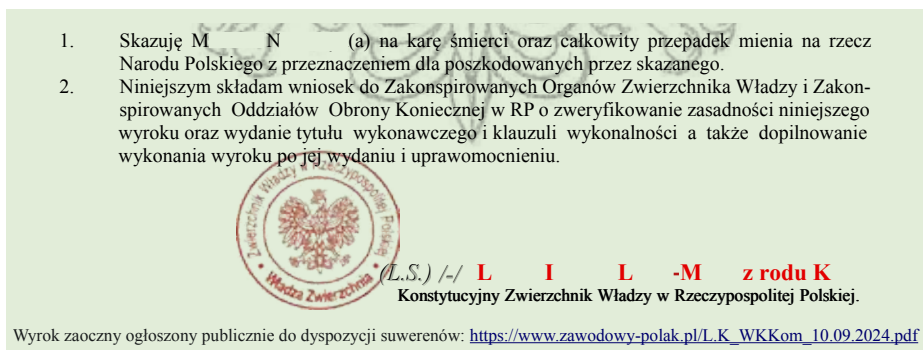 1. Skazuję M N (a) na karę śmierci oraz całkowity przepadek mienia na rzecz
Narodu Polskiego z przeznaczeniem dla poszkodowanych przez skazanego.
2. Niniejszym składam wniosek do Zakonspirowanych Organów Zwierzchnika Władzy i Zakon-
spirowanych Oddziałów Obrony Koniecznej w RP o zweryfikowanie zasadności niniejszego
wyroku oraz wydanie tytułu wykonawczego i klauzuli wykonalności a także dopilnowanie
wykonania wyroku po jej wydaniu i uprawomocnieniu.
Zwierzchnik Władzy w Rzeczypospolitej Polskiej
• Władza Zwierzchnia •
(L.S.) /-/ L I L -M z rodu K
Konstytucyjny Zwierzchnik Władzy w Rzeczypospolitej Polskiej.
Wyrok zaoczny ogłoszony publicznie do dyspozycji suwerenów: https://www.zawodowy-polak.pl/L.K_WKKom_10.09.2024.pdf